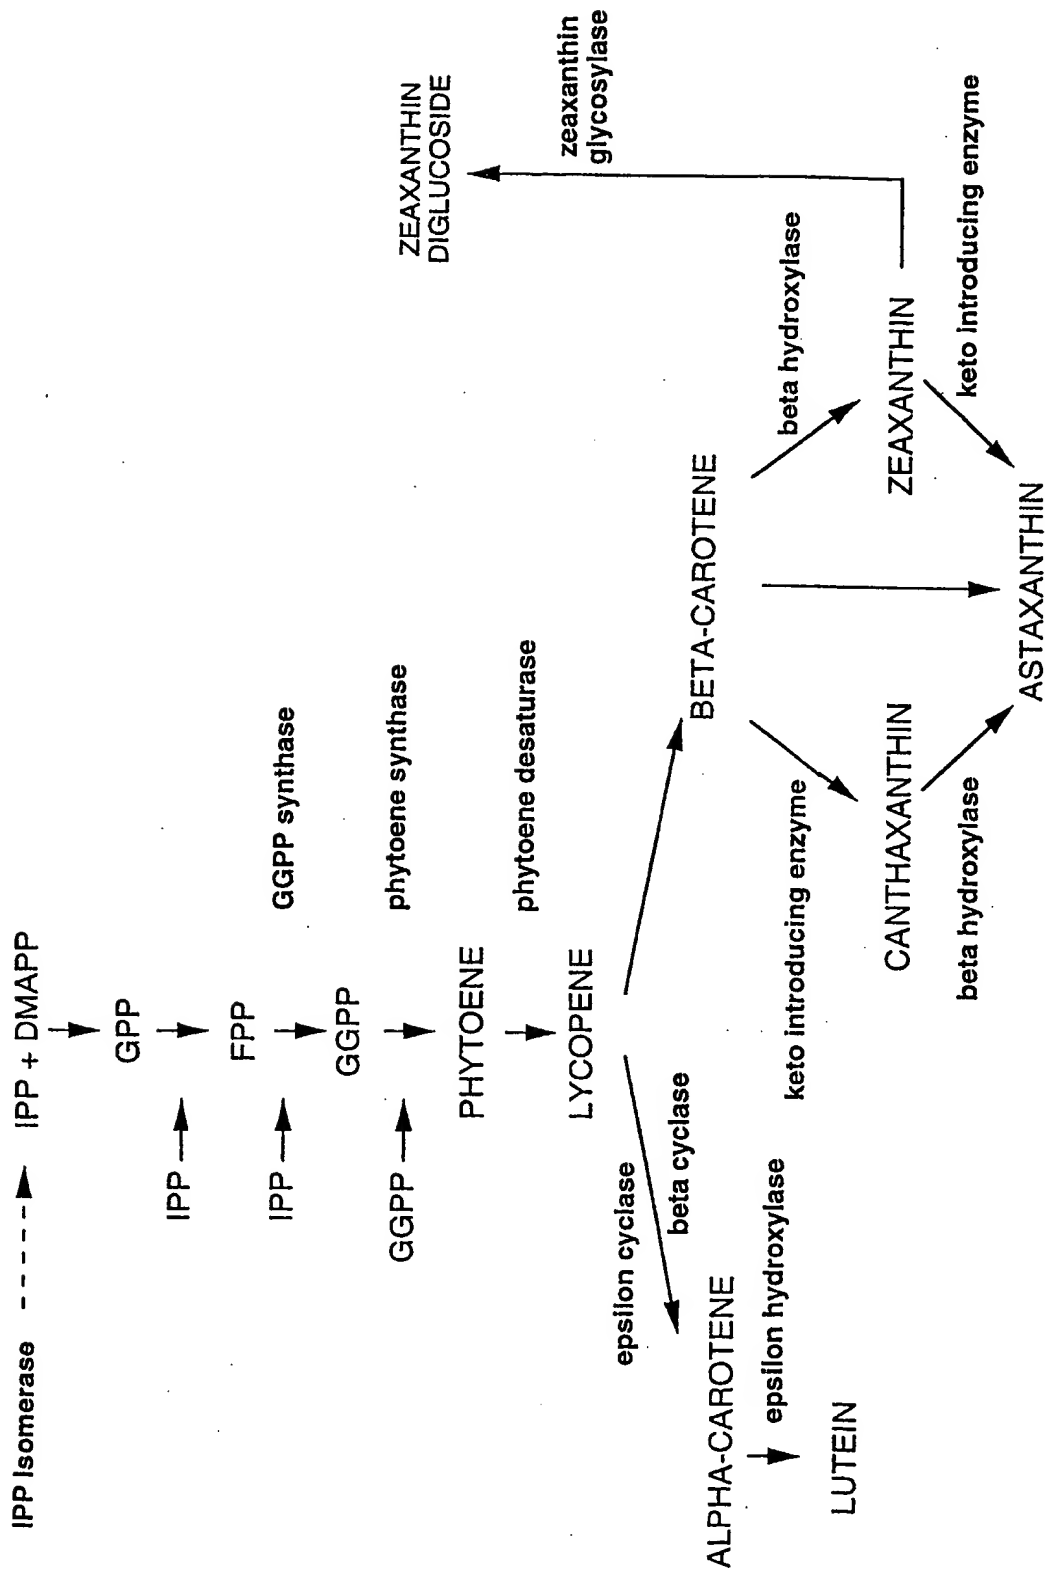 IPP Isomerase
IPP + DMAPP
GPP
IPP
FPP
IPP
GGPP synthase
GGPP
GGPP
phytoene synthase
PHYTOENE
phytoene desaturase
LYCOPENE
epsilon cyclase
beta cyclase
ALPHA-CAROTENE
epsilon hydroxylase
LUTEIN
BETA-CAROTENE
keto introducing enzyme
beta hydroxylase
CANTHAXANTHIN
ZEAXANTHIN
beta hydroxylase
keto introducing enzyme
ASTAXANTHIN
ZEAXANTHIN
DIGLUCOSIDE
zeaxanthin
glycosylase